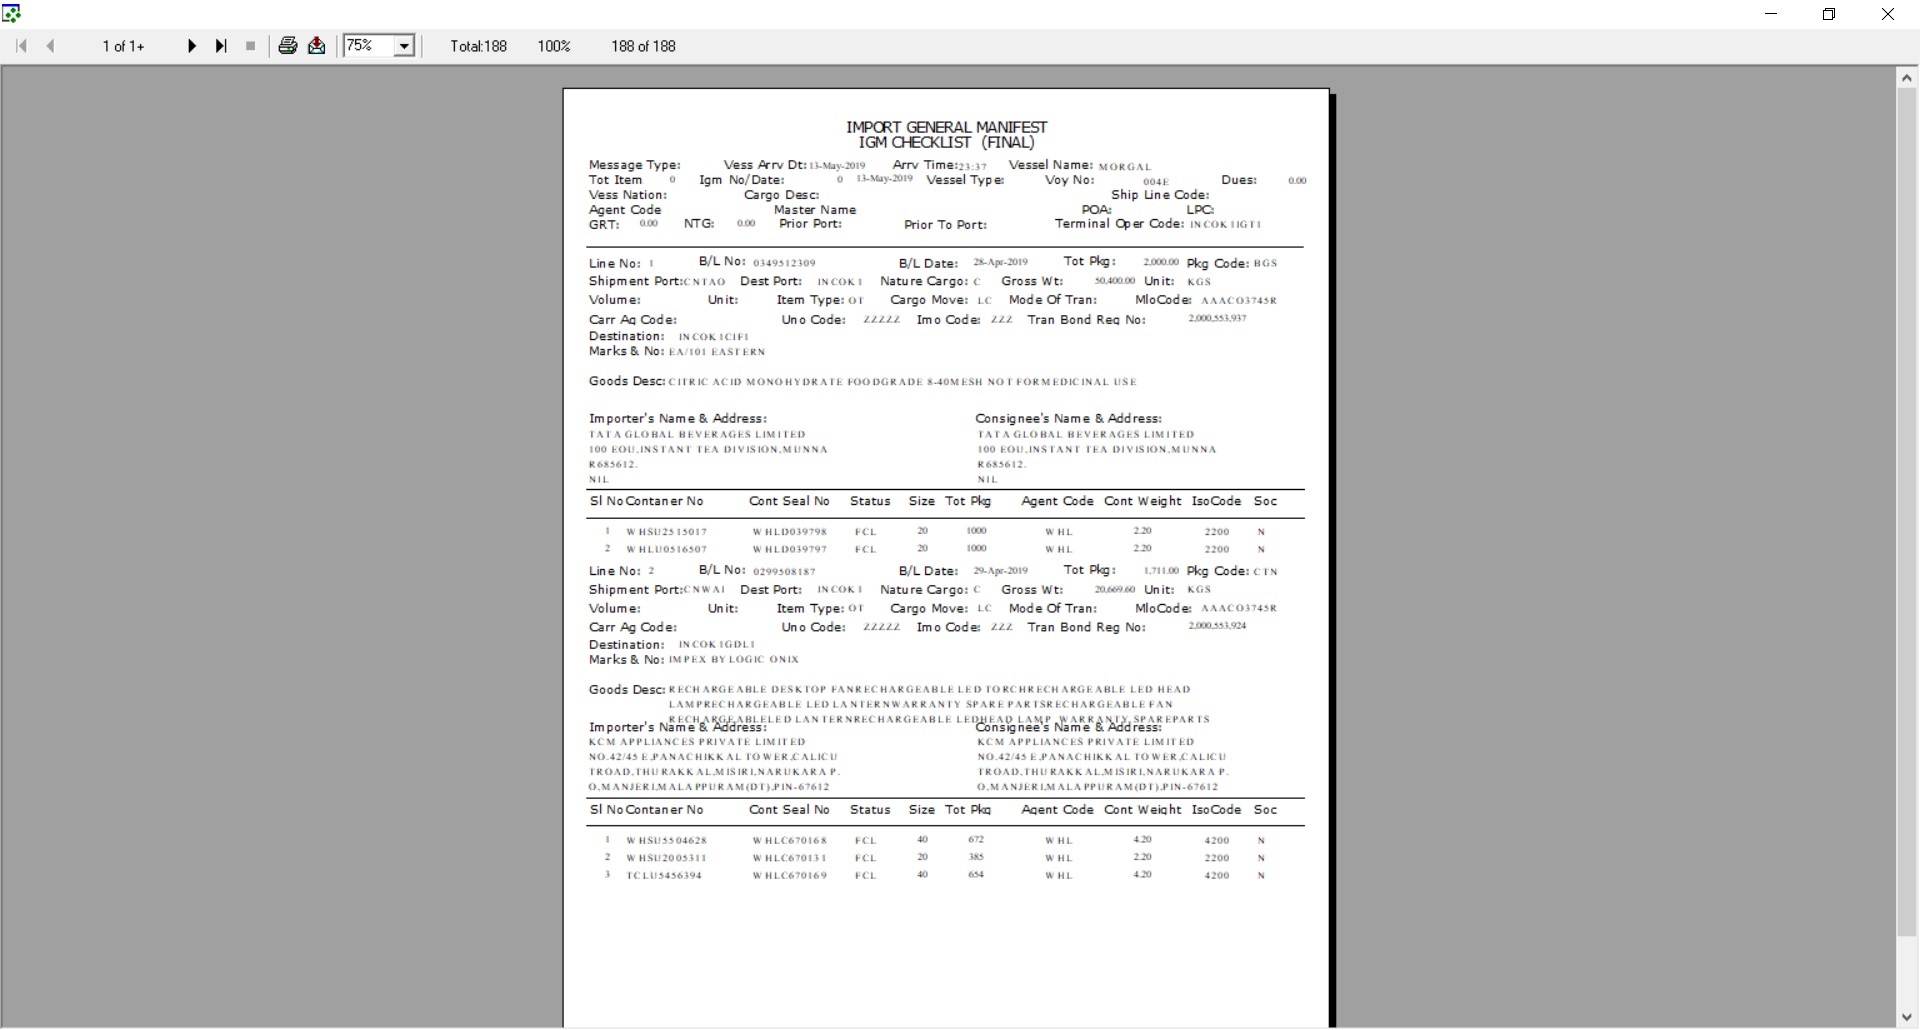 1 of 1+ 75% Total:188 100% 188 of 188
IMPORT GENERAL MANIFEST
IGM CHECKLIST (FINAL)
Message Type: Vess Arrv Dt: 13-May-2019 Arrv Time: 23:37 Vessel Name: MORGAL
Tot Item 0 Igm No/Date: 0 13-May-2019 Vessel Type: Voy No: 004E Dues: 0.00
Vess Nation: Cargo Desc: Ship Line Code:
Agent Code Master Name POA: LPC:
GRT: 0.00 NTG: 0.00 Prior Port: Prior To Port: Terminal Oper Code: INCOK1IGT1
Line No: 1 B/L No: 0349512309 B/L Date: 28-Apr-2019 Tot Pkg: 2,000.00 Pkg Code: BGS
Shipment Port: CNTAO Dest Port: INCOK1 Nature Cargo: C Gross Wt: 50,400.00 Unit: KGS
Volume: Unit: Item Type: OT Cargo Move: LC Mode Of Tran: MloCode: AAACO3745R
Carr Ag Code: Uno Code: ZZZZZ Imo Code: ZZZ Tran Bond Reg No: 2,000,553,937
Destination: INCOK1CIF1
Marks & No: EA/101 EASTERN
Goods Desc: CITRIC ACID MONOHYDRATE FOODGRADE 8-40MESH NOT FORMEDICINAL USE
Importer's Name & Address: Consignee's Name & Address:
TATA GLOBAL BEVERAGES LIMITED TATA GLOBAL BEVERAGES LIMITED
100 EOU,INSTANT TEA DIVISION,MUNNA 100 EOU,INSTANT TEA DIVISION,MUNNA
R685612. R685612.
NIL NIL
Sl No Contaner No Cont Seal No Status Size Tot Pkg Agent Code Cont Weight IsoCode Soc
1 WHSU2515017 WHLD039798 FCL 20 1000 WHL 2.20 2200 N
2 WHLU0516507 WHLD039797 FCL 20 1000 WHL 2.20 2200 N
Line No: 2 B/L No: 0299508187 B/L Date: 29-Apr-2019 Tot Pkg: 1,711.00 Pkg Code: CTN
Shipment Port: CNWAI Dest Port: INCOK1 Nature Cargo: C Gross Wt: 20,669.60 Unit: KGS
Volume: Unit: Item Type: OT Cargo Move: LC Mode Of Tran: MloCode: AAACO3745R
Carr Ag Code: Uno Code: ZZZZZ Imo Code: ZZZ Tran Bond Reg No: 2,000,553,924
Destination: INCOK1GDL1
Marks & No: IMPEX BY LOGIC ONIX
Goods Desc: RECHARGEABLE DESKTOP FANRECHARGEABLE LED TORCHRECHARGEABLE LED HEAD
LAMPRECHARGEABLE LED LANTERNWARRANTY SPARE PARTSRECHARGEABLE FAN
RECHARGEABLELED LANTERNRECHARGEABLE LEDHEAD LAMP WARRANTY SPAREPARTS
Importer's Name & Address: Consignee's Name & Address:
KCM APPLIANCES PRIVATE LIMITED KCM APPLIANCES PRIVATE LIMITED
NO.42/45 E,PANACHIKKAL TOWER,CALICU NO.42/45 E,PANACHIKKAL TOWER,CALICU
TROAD,THURAKKAL,MISIRI,NARUKARA P. TROAD,THURAKKAL,MISIRI,NARUKARA P.
O,MANJERI,MALAPPURAM(DT),PIN-67612 O,MANJERI,MALAPPURAM(DT),PIN-67612
Sl No Contaner No Cont Seal No Status Size Tot Pkg Agent Code Cont Weight IsoCode Soc
1 WHSU5504628 WHLC670168 FCL 40 672 WHL 4.20 4200 N
2 WHSU2005311 WHLC670131 FCL 20 385 WHL 2.20 2200 N
3 TCLU5456394 WHLC670169 FCL 40 654 WHL 4.20 4200 N